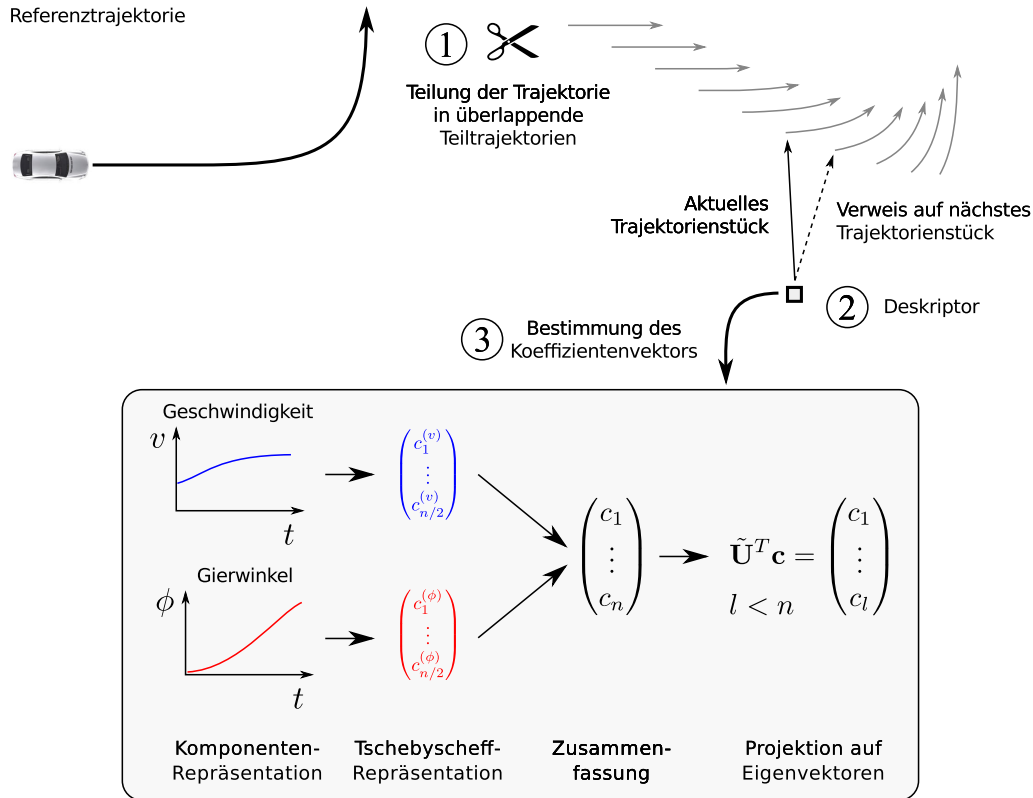 Referenztrajektorie
1
Teilung der Trajektorie
in überlappende
Teiltrajektorien
Aktuelles
Trajektorienstück
Verweis auf nächstes
Trajektorienstück
2 Deskriptor
3 Bestimmung des
Koeffizientenvektors
Geschwindigkeit
v
t
c_1^{(v)}
⋮
c_{n/2}^{(v)}
Gierwinkel
ϕ
t
c_1^{(ϕ)}
⋮
c_{n/2}^{(ϕ)}
c_1
⋮
c_n
Ũ^T c =
c_1
⋮
c_l
l < n
Komponenten-
Repräsentation
Tschebyscheff-
Repräsentation
Zusammen-
fassung
Projektion auf
Eigenvektoren